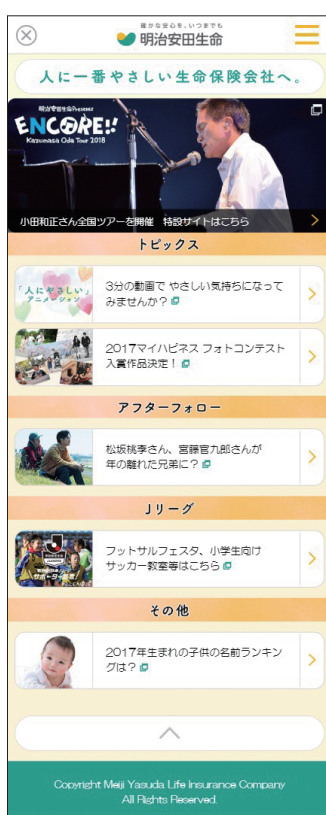 確かな安心を、いつまでも
明治安田生命
人に一番やさしい生命保険会社へ。
明治安田生命Presents
ENCORE!!
Kazumasa Oda Tour 2018
小田和正さん全国ツアーを開催 特設サイトはこちら
トピックス
「人にやさしい」
アニメーション
3分の動画で やさしい気持ちになって
みませんか？
2017マイハピネス フォトコンテスト
入賞作品決定！
アフターフォロー
松坂桃李さん、宮藤官九郎さんが
年の離れた兄弟に？
Jリーグ
フットサルフェスタ、小学生向け
サッカー教室等はこちら
その他
2017年生まれの子供の名前ランキン
グは？
Copyright Meiji Yasuda Life Insurance Company
All Rights Reserved.